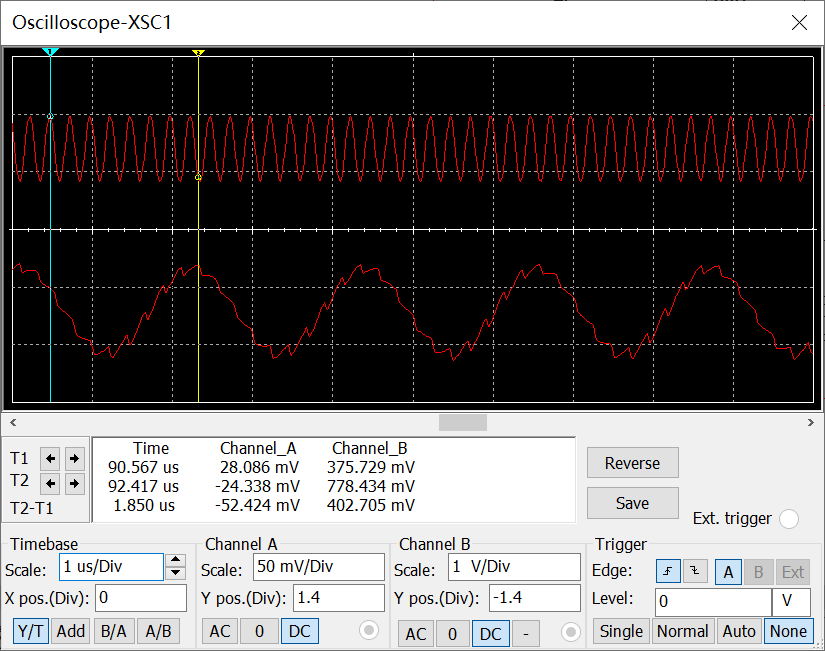 Oscilloscope-XSC1
1
2
Time Channel_A Channel_B
T1 90.567 us 28.086 mV 375.729 mV
T2 92.417 us -24.338 mV 778.434 mV
T2-T1 1.850 us -52.424 mV 402.705 mV
Reverse
Save
Ext. trigger
Timebase
Scale: 1 us/Div
X pos.(Div): 0
Y/T Add B/A A/B
Channel A
Scale: 50 mV/Div
Y pos.(Div): 1.4
AC 0 DC
Channel B
Scale: 1 V/Div
Y pos.(Div): -1.4
AC 0 DC -
Trigger
Edge: A B Ext
Level: 0 V
Single Normal Auto None